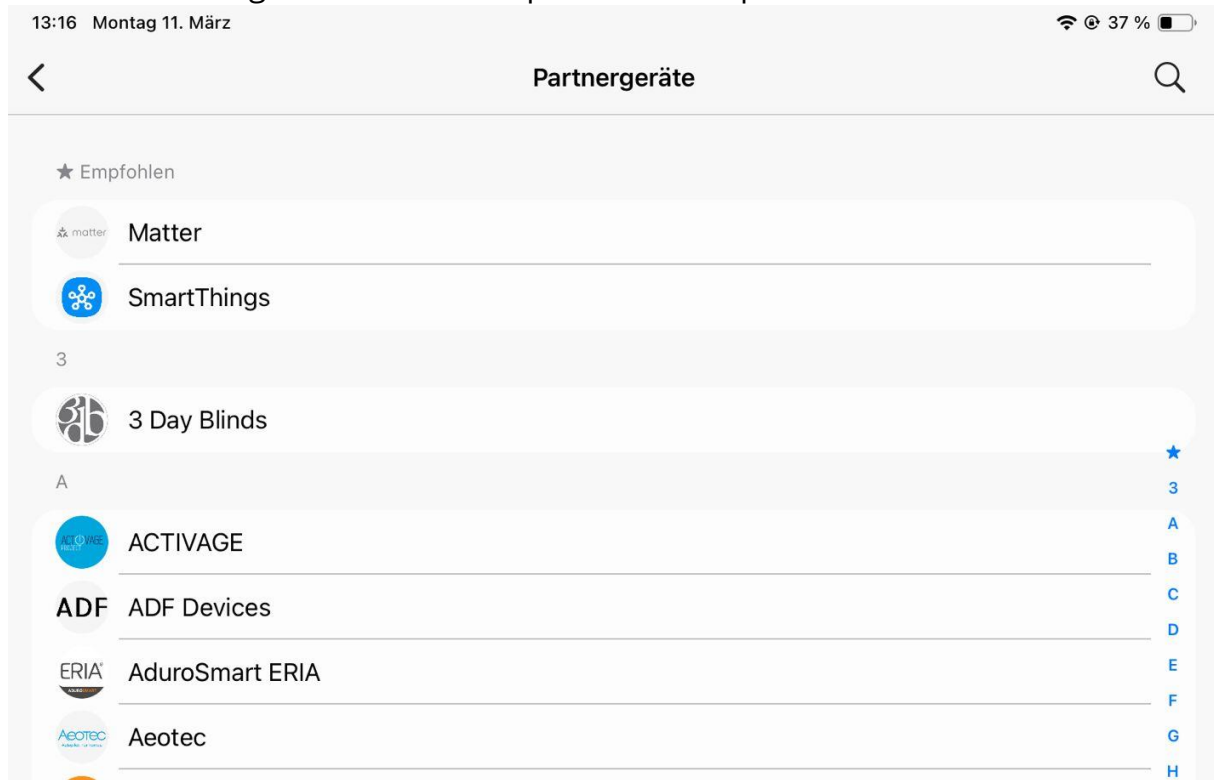 13:16 Montag 11. März 37 %
Partnergeräte
★ Empfohlen
matter Matter
SmartThings
3
3 Day Blinds
A
ACTIVAGE
ADF ADF Devices
ERIA AduroSmart ERIA
AEOTEC Aeotec
★
3
A
B
C
D
E
F
G
H